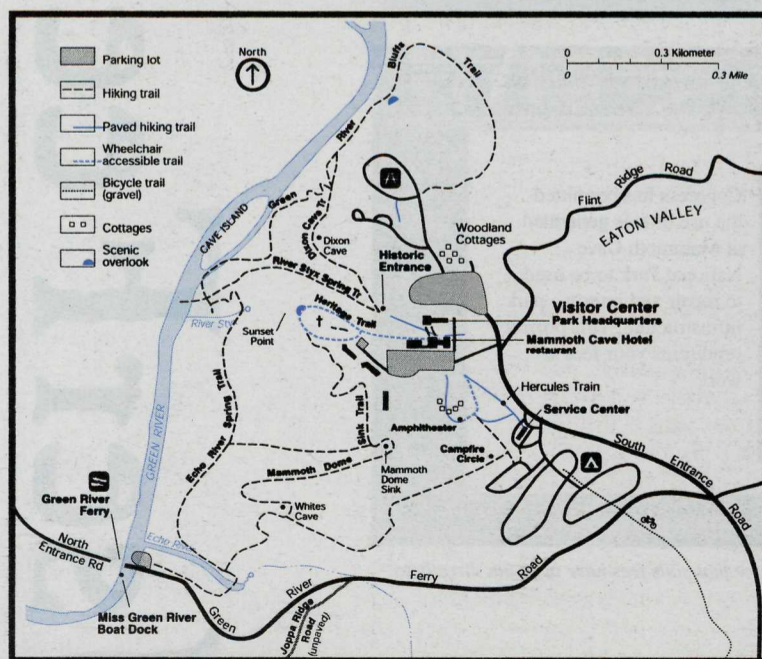 North
Parking lot
Hiking trail
Paved hiking trail
Wheelchair
accessible trail
Bicycle trail
(gravel)
Cottages
Scenic
overlook
0 0.3 Kilometer
0 0.3 Mile
Green River Bluffs Trail
Flint Ridge Road
EATON VALLEY
CAVE ISLAND
Dixon Cave Tr
Dixon
Cave
Woodland
Cottages
Historic
Entrance
River Styx Spring Tr
Heritage Trail
River Styx
Sunset
Point
Visitor Center
Park Headquarters
Mammoth Cave Hotel
restaurant
Hercules Train
Service Center
Amphitheater
Campfire
Circle
Sink Trail
Echo River Spring Trail
Mammoth Dome
Mammoth
Dome
Sink
Whites
Cave
GREEN RIVER
Green River
Ferry
South Entrance Road
North
Entrance Rd
Echo River
Miss Green River
Boat Dock
Green River Ferry Road
Joppa Ridge
Road
(unpaved)